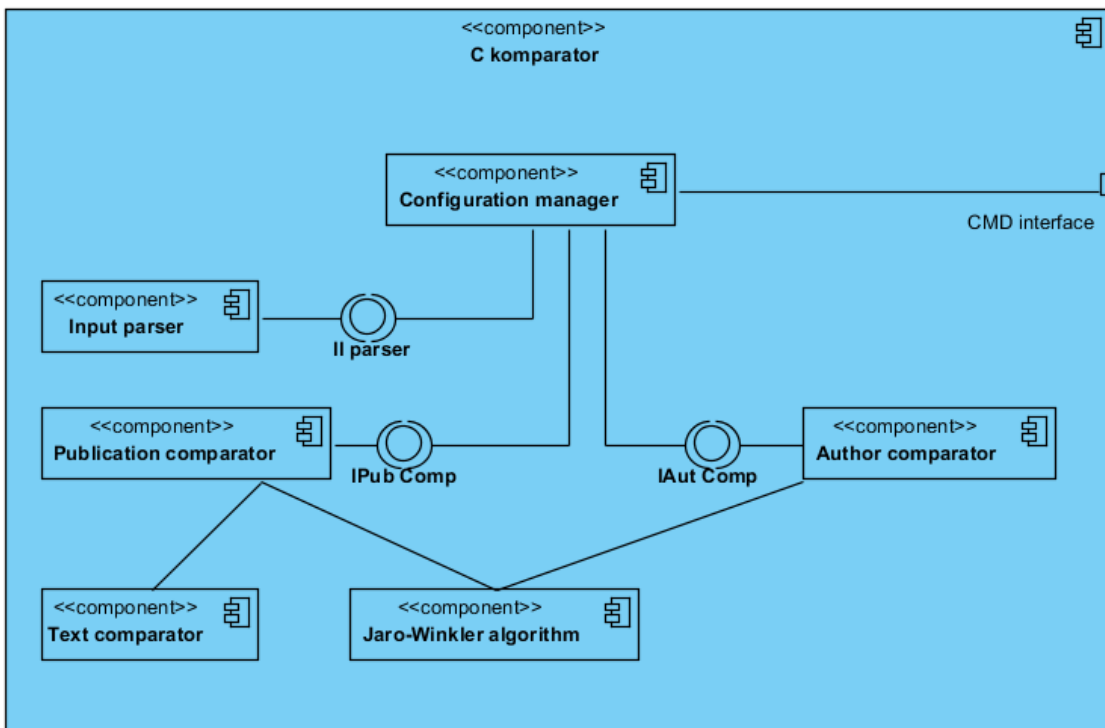 <<component>>
C komparator
<<component>>
Configuration manager
CMD interface
<<component>>
Input parser
II parser
<<component>>
Publication comparator
IPub Comp
IAut Comp
<<component>>
Author comparator
<<component>>
Text comparator
<<component>>
Jaro-Winkler algorithm